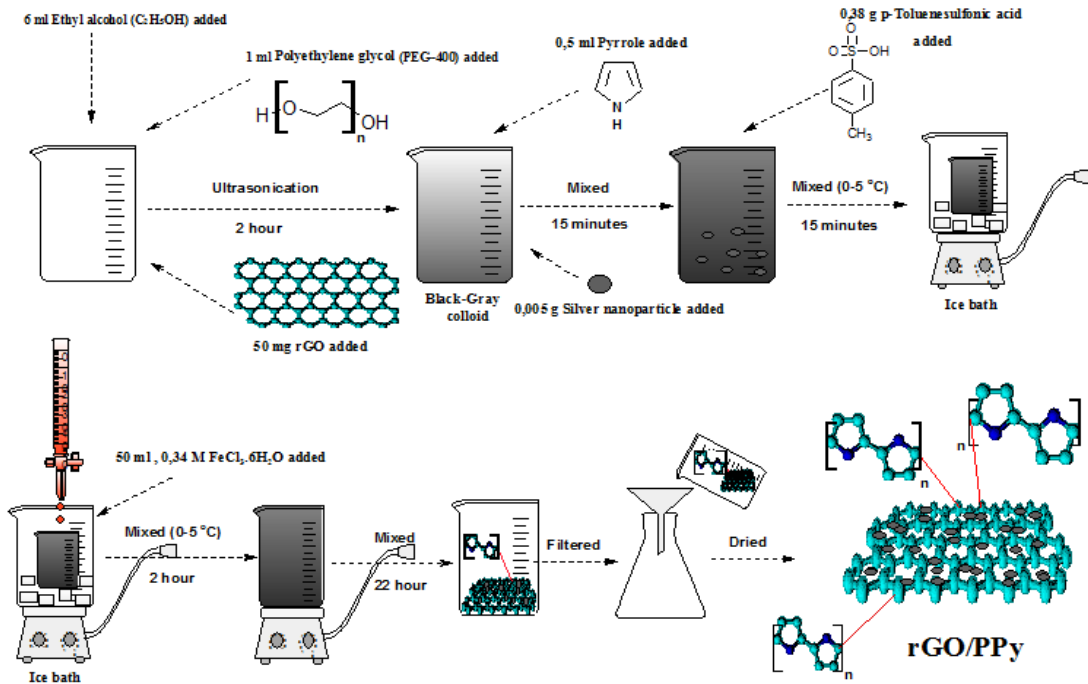 6 ml Ethyl alcohol (C₂H₅OH) added
1 ml Polyethylene glycol (PEG–400) added
H
O
OH
n
0,5 ml Pyrrole added
N
H
0,38 g p-Toluenesulfonic acid
added
O
O
S
OH
CH₃
Ultrasonication
2 hour
Mixed
15 minutes
Mixed (0-5 °C)
15 minutes
Black-Gray
colloid
0,005 g Silver nanoparticle added
50 mg rGO added
Ice bath
50 ml , 0,34 M FeCl₃.6H₂O added
Mixed (0-5 °C)
2 hour
Mixed
22 hour
Filtered
Dried
n
n
n
rGO/PPy
Ice bath